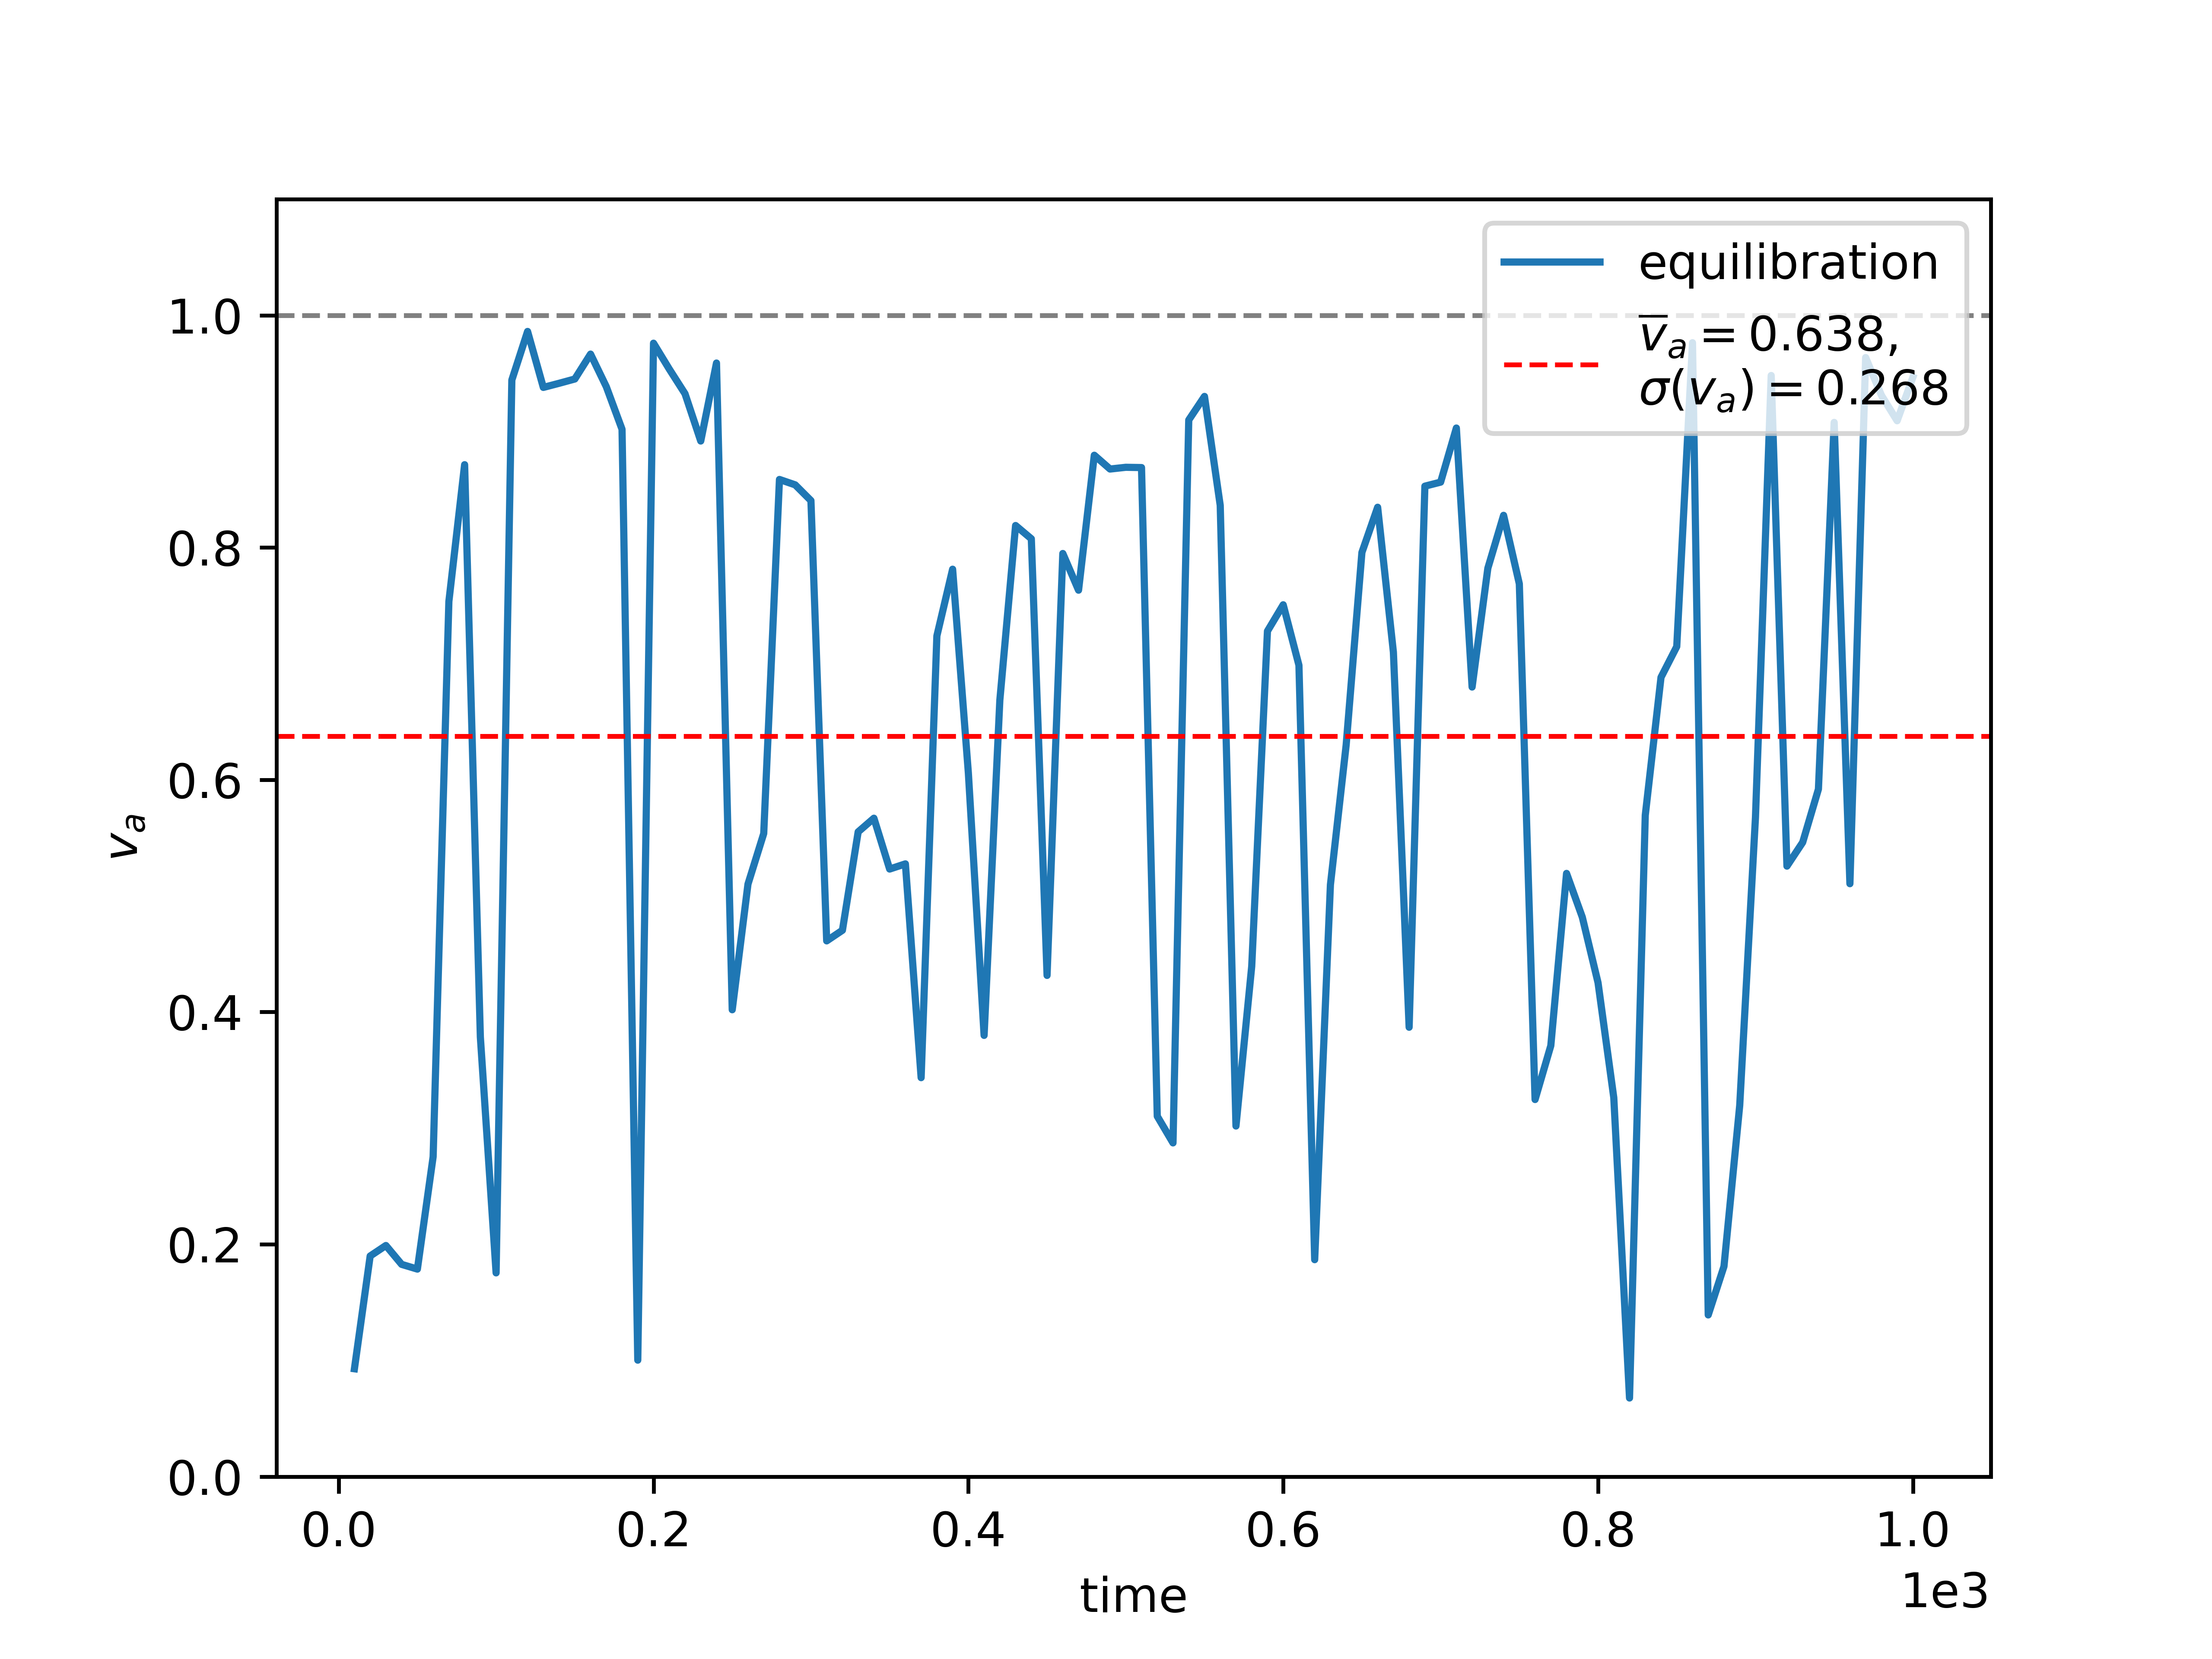 equilibration
v̅ₐ = 0.638,
σ(vₐ) = 0.268
1.0
0.8
0.6
0.4
0.2
0.0
vₐ
0.0 0.2 0.4 0.6 0.8 1.0
time
1e3